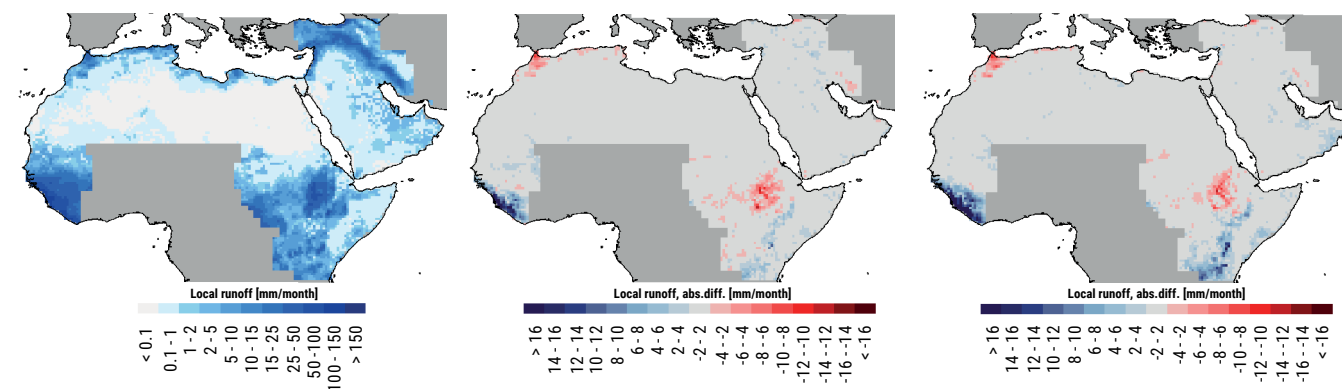 Local runoff [mm/month]
< 0.1
0.1 - 1
1 - 2
2 - 5
5 - 10
10 - 15
15 - 25
25 - 50
50 -100
100 - 150
> 150
Local runoff, abs.diff. [mm/month]
> 16
14 - 16
12 - 14
10 - 12
8 - 10
6 - 8
4 - 6
2 - 4
-2 - 2
-4 - -2
-6 - -4
-8 - -6
-10 - -8
-12 - -10
-14 - -12
-16 - -14
< -16
Local runoff, abs.diff. [mm/month]
> 16
14 - 16
12 - 14
10 - 12
8 - 10
6 - 8
4 - 6
2 - 4
-2 - 2
-4 - -2
-6 - -4
-8 - -6
-10 - -8
-12 - -10
-14 - -12
-16 - -14
< -16